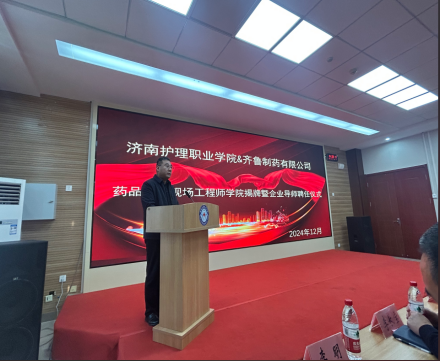 济南护理职业学院&齐鲁制药有限公司
药品 现场工程师学院揭牌暨企业导师聘任仪式
2024年12月